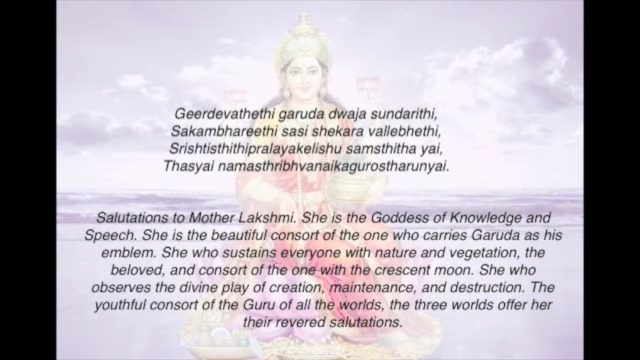 Geerdevathethi garuda dwaja sundarithi,
Sakambhareethi sasi shekara vallebhethi,
Srishtisthithipralayakelishu samsthitha yai,
Thasyai namasthribhvanaikagurostharunyai.
Salutations to Mother Lakshmi. She is the Goddess of Knowledge and
Speech. She is the beautiful consort of the one who carries Garuda as his
emblem. She who sustains everyone with nature and vegetation, the
beloved, and consort of the one with the crescent moon. She who
observes the divine play of creation, maintenance, and destruction. The
youthful consort of the Guru of all the worlds, the three worlds offer her
their revered salutations.